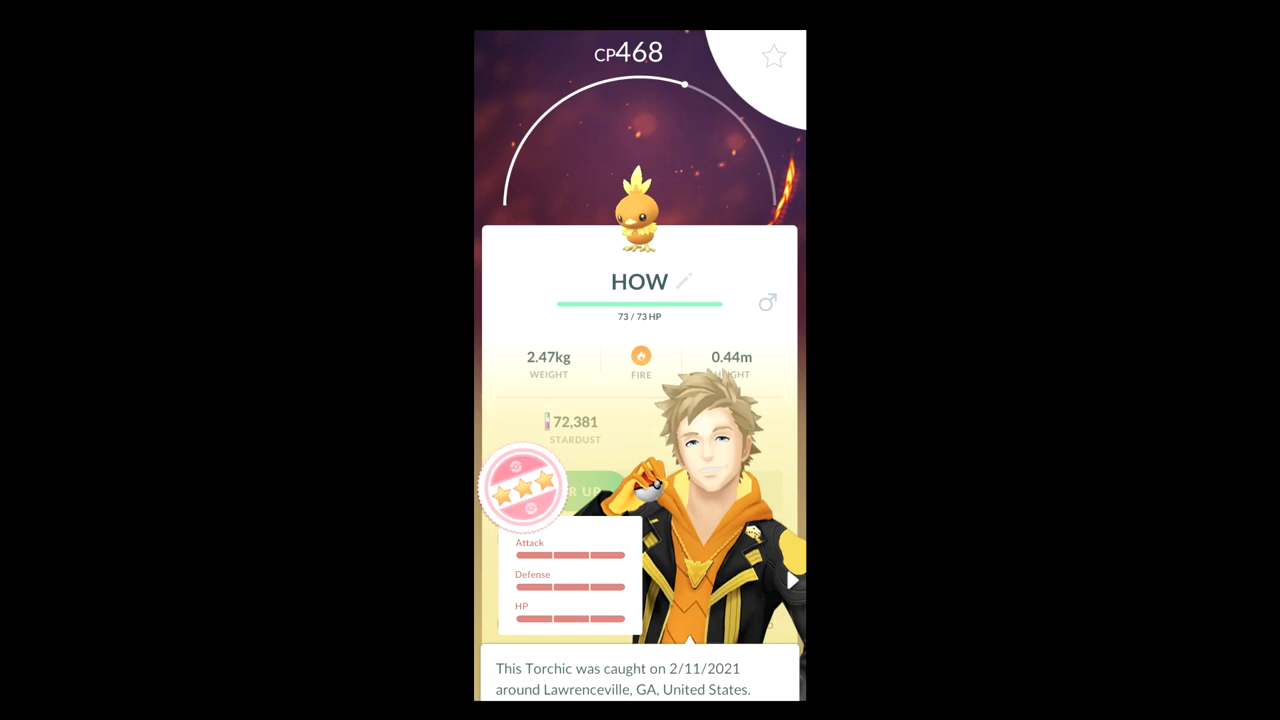 CP468
HOW
73 / 73 HP
2.47kg
WEIGHT
FIRE
0.44m
72,381
STARDUST
Attack
Defense
HP
This Torchic was caught on 2/11/2021
around Lawrenceville, GA, United States.